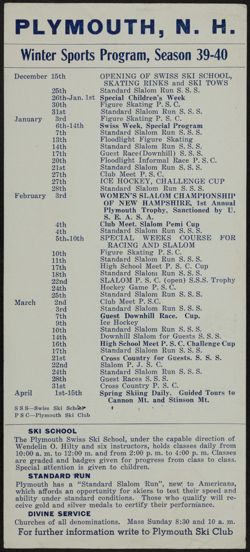 PLYMOUTH, N. H.
Winter Sports Program, Season 39-40
December 15th OPENING OF SWISS SKI SCHOOL,
SKATING RINKS and SKI TOWS
25th Standard Slalom Run S. S. S.
26th-Jan. 1st Special Children's Week
30th Figure Skating P. S. C.
31st Standard Slalom Run S. S. S.
January 3rd Figure Skating P. S. C.
6th-14th Swiss Week, Special Program
7th Standard Slalom Run S. S. S.
13th Floodlight Figure Skating
14th Standard Slalom Run S. S. S.
17th Guest Race (Downhill) S. S. S.
20th Floodlight Informal Race P. S. C.
21st Standard Slalom Run S. S. S.
27th Club Meet P. S. C.
27th ICE HOCKEY, CHALLENGE CUP
28th Standard Slalom Run S. S. S.
February 3rd WOMEN'S SLALOM CHAMPIONSHIP
OF NEW HAMPSHIRE, 1st Annual
Plymouth Trophy, Sanctioned by U.
S. E. A. S. A.
4th Club Meet, Slalom Pemi Cup
4th Standard Slalom Run S. S. S.
5th-10th SPECIAL WEEKS COURSE FOR
RACING AND SLALOM
10th Figure Skating P. S. C.
11th Standard Slalom Run S. S. S.
17th High School Meet P. S. C. Cup
18th Standard Slalom Run S. S. S.
22nd SLALOM P. S. C. (open) S.S.S. Trophy
24th Hockey Game P. S. C.
25th Standard Slalom Run S. S. S.
March 2nd Club Meet P. S. C.
3rd Standard Slalom Run S. S. S.
7th Guest Downhill Race. Cup.
9th Ice Hockey
10th Standard Slalom Run S. S. S.
14th Downhill Slalom for Guests S. S. S.
16th High School Meet P. S. C. Challenge Cup
17th Standard Slalom Run S. S. S.
21st Cross Country for Guests. S. S. S.
22nd Slalom P. J. S. C.
24th Standard Slalom Run S. S. S.
28th Guest Races S. S. S.
31st Cross Country P. S. C.
April 1st-15th Spring Skiing Daily. Guided Tours to
Cannon Mt. and Stinson Mt.
SSS—Swiss Ski School
PSC—Plymouth Ski Club
SKI SCHOOL
The Plymouth Swiss Ski School, under the capable direction of
Wendelin O. Hilty and six instructors, holds classes daily from
10:00 a. m. to 12:00 m. and from 2:00 p. m. to 4:00 p. m. Classes
are graded and badges given for progress from class to class.
Special attention is given to children.
STANDARD RUN
Plymouth has a "Standard Slalom Run", new to Americans,
which affords an opportunity for skiers to test their speed and
ability under standard conditions. Those who qualify will re-
ceive gold and silver medals to certify their performance.
DIVINE SERVICE
Churches of all denominations. Mass Sunday 8:30 and 10 a. m.
For further information write to Plymouth Ski Club